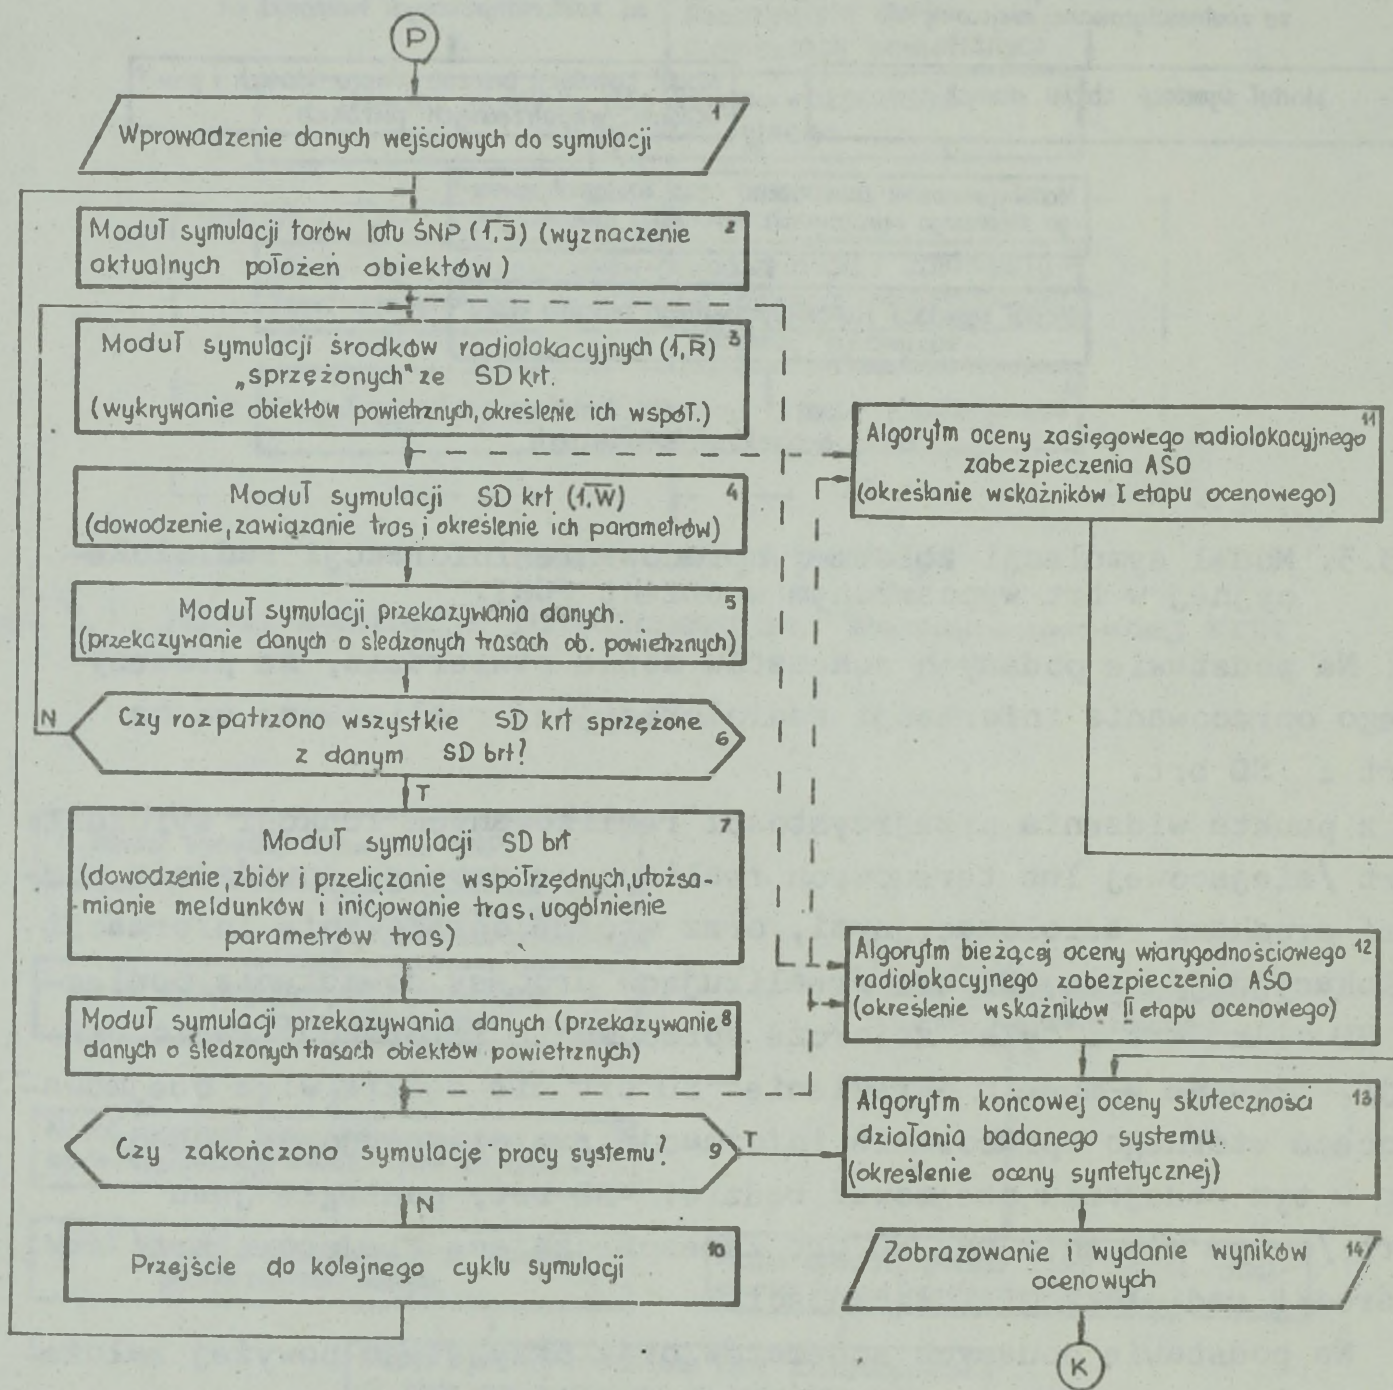 P
1
Wprowadzenie danych wejściowych do symulacji
Moduł symulacji torów lotu ŚNP (1,J) (wyznaczenie 2
aktualnych położeń obiektów)
Moduł symulacji środków radiolokacyjnych (1,R) 3
„sprzężonych" ze SD krt.
(wykrywanie obiektów powietrznych, określenie ich współ.)
Moduł symulacji SD krt (1,W) 4
(dowodzenie, zawiązanie tras i określenie ich parametrów)
Moduł symulacji przekazywania danych. 5
(przekazywanie danych o śledzonych trasach ob. powietrznych)
N
Czy rozpatrzono wszystkie SD krt sprzężone
z danym SD brt? 6
T
7
Moduł symulacji SD brt
(dowodzenie, zbiór i przeliczanie współrzędnych, utożsa-
mianie meldunków i inicjowanie tras, uogólnienie
parametrów tras)
Moduł symulacji przekazywania danych (przekazywanie 8
danych o śledzonych trasach obiektów powietrznych)
Czy zakończono symulację pracy systemu? 9
T
N
10
Przejście do kolejnego cyklu symulacji
11
Algorytm oceny zasięgowego radiolokacyjnego
zabezpieczenia AŚO
(określanie wskaźników I etapu ocenowego)
Algorytm bieżącej oceny wiarygodnościowego 12
radiolokacyjnego zabezpieczenia AŚO
(określenie wskaźników II etapu ocenowego)
Algorytm końcowej oceny skuteczności 13
działania badanego systemu.
(określenie oceny syntetycznej)
Zobrazowanie i wydanie wyników 14
ocenowych
K